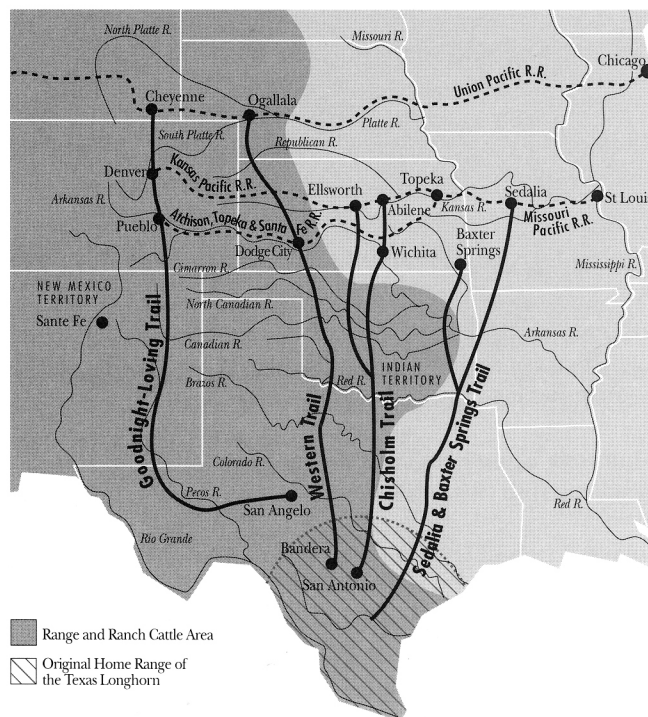 North Platte R.
Missouri R.
Chicago
Union Pacific R.R.
Cheyenne
Ogallala
South Platte R.
Platte R.
Republican R.
Denver
Kansas Pacific R.R.
Ellsworth
Topeka
Sedalia
St Loui
Arkansas R.
Abilene
Kansas R.
Missouri
Pacific R.R.
Pueblo
Atchison, Topeka & Santa Fe R.R.
Dodge City
Wichita
Baxter
Springs
Cimarron R.
Mississippi R.
NEW MEXICO
TERRITORY
North Canadian R.
Sante Fe
Canadian R.
Arkansas R.
Goodnight-Loving Trail
Brazos R.
Red R.
INDIAN
TERRITORY
Western Trail
Chisholm Trail
Sedalia & Baxter Springs Trail
Colorado R.
Pecos R.
San Angelo
Red R.
Rio Grande
Bandera
San Antonio
Range and Ranch Cattle Area
Original Home Range of
the Texas Longhorn